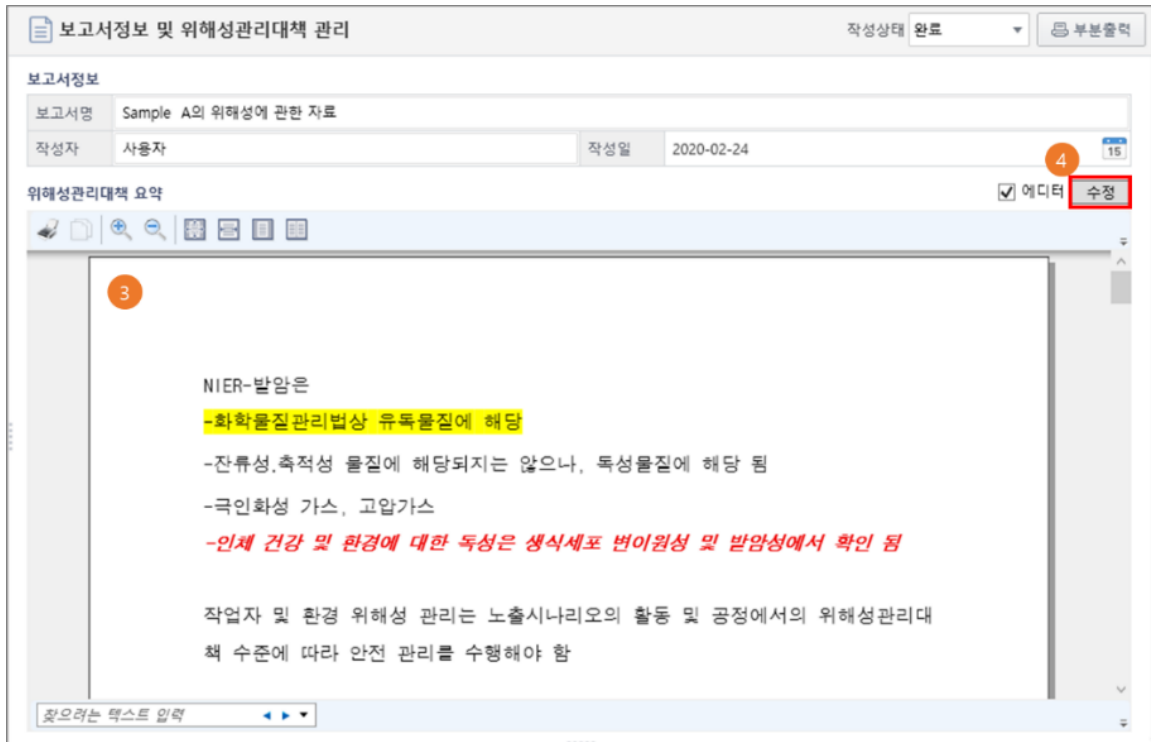 보고서정보 및 위해성관리대책 관리 작성상태 완료 부분출력
보고서정보
보고서명 Sample A의 위해성에 관한 자료
작성자 사용자 작성일 2020-02-24 15
4
위해성관리대책 요약 에디터 수정
3
NIER-발암은
-화학물질관리법상 유독물질에 해당
-잔류성,축적성 물질에 해당되지는 않으나, 독성물질에 해당 됨
-극인화성 가스, 고압가스
-인체 건강 및 환경에 대한 독성은 생식세포 변이원성 및 발암성에서 확인 됨
작업자 및 환경 위해성 관리는 노출시나리오의 활동 및 공정에서의 위해성관리대
책 수준에 따라 안전 관리를 수행해야 함
찾으려는 텍스트 입력